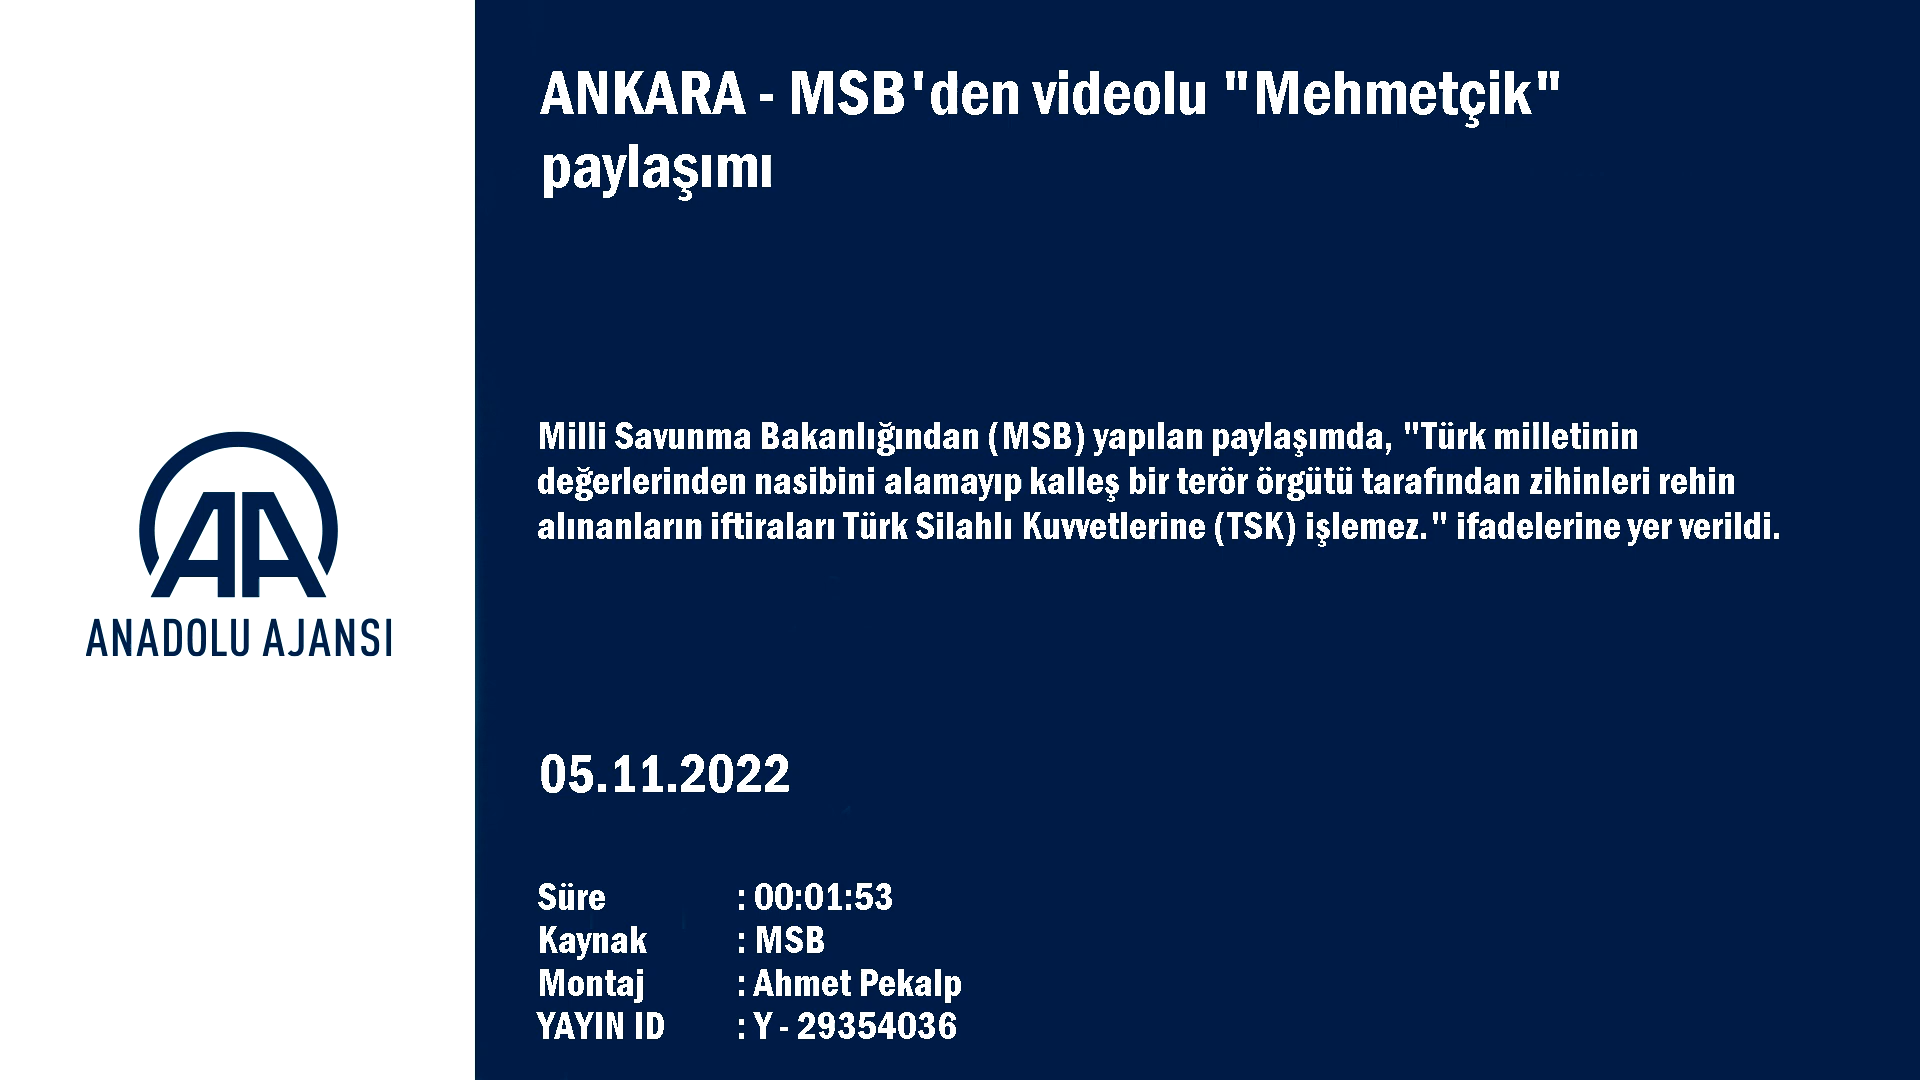 ANKARA - MSB'den videolu "Mehmetçik"
paylaşımı
Milli Savunma Bakanlığından (MSB) yapılan paylaşımda, "Türk milletinin
değerlerinden nasibini alamayıp kalleş bir terör örgütü tarafından zihinleri rehin
alınanların iftiraları Türk Silahlı Kuvvetlerine (TSK) işlemez." ifadelerine yer verildi.
AA
ANADOLU AJANSI
05.11.2022
Süre : 00:01:53
Kaynak : MSB
Montaj : Ahmet Pekalp
YAYIN ID : Y - 29354036